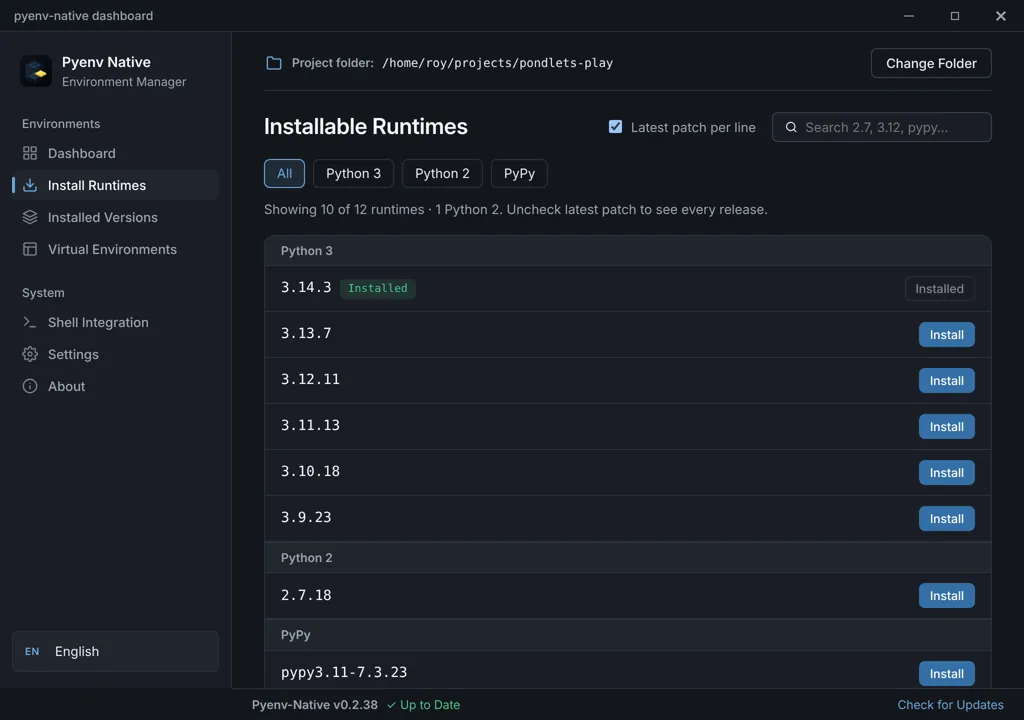 pyenv-native dashboard
Pyenv Native
Environment Manager
Environments
Dashboard
Install Runtimes
Installed Versions
Virtual Environments
System
Shell Integration
Settings
About
EN English
Project folder: /home/roy/projects/pondlets-play
Change Folder
Installable Runtimes
Latest patch per line
Search 2.7, 3.12, pypy...
All Python 3 Python 2 PyPy
Showing 10 of 12 runtimes · 1 Python 2. Uncheck latest patch to see every release.
Python 3
3.14.3 Installed Installed
3.13.7 Install
3.12.11 Install
3.11.13 Install
3.10.18 Install
3.9.23 Install
Python 2
2.7.18 Install
PyPy
pypy3.11-7.3.23 Install
Pyenv-Native v0.2.38 ✓ Up to Date
Check for Updates